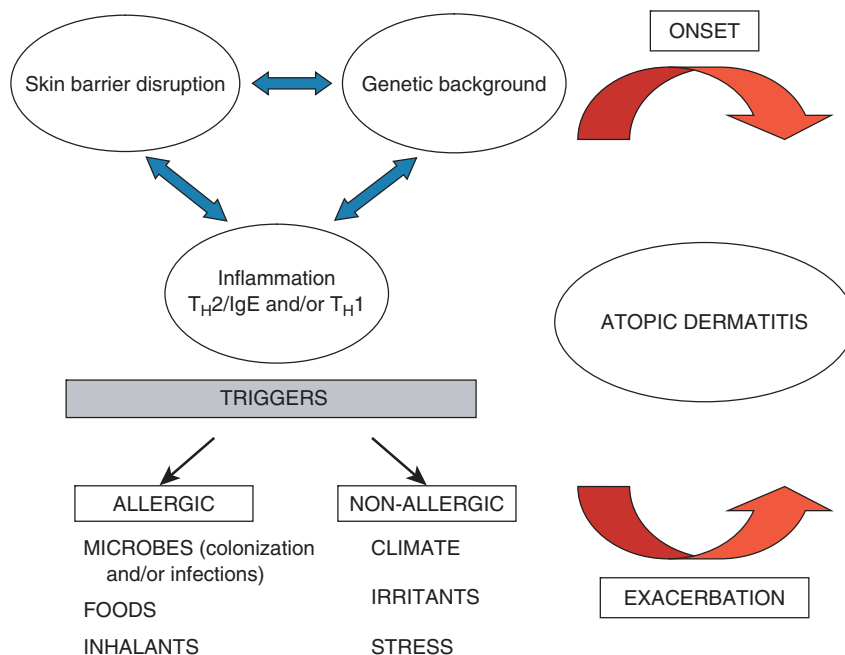 Skin barrier disruption
Genetic background
ONSET
Inflammation
TH2/IgE and/or TH1
ATOPIC DERMATITIS
TRIGGERS
ALLERGIC
MICROBES (colonization
and/or infections)
FOODS
INHALANTS
NON-ALLERGIC
CLIMATE
IRRITANTS
STRESS
EXACERBATION